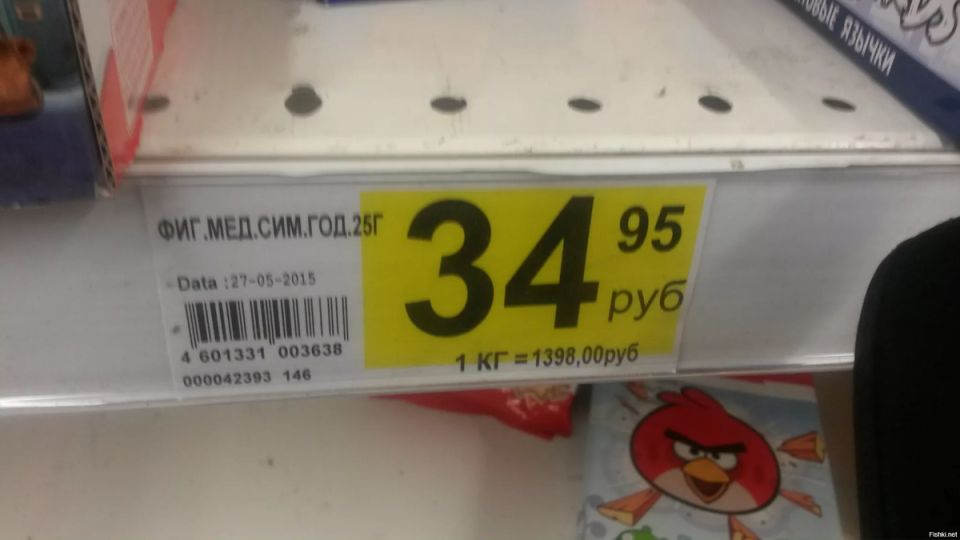 НОВЫЕ ЯЗЫЧКИ
ФИГ.МЕД.СИМ.ГОД.25Г
34 95
руб
Data :27-05-2015
4 601331 003638
000042393 146
1 КГ =1398,00руб
Fishki.net